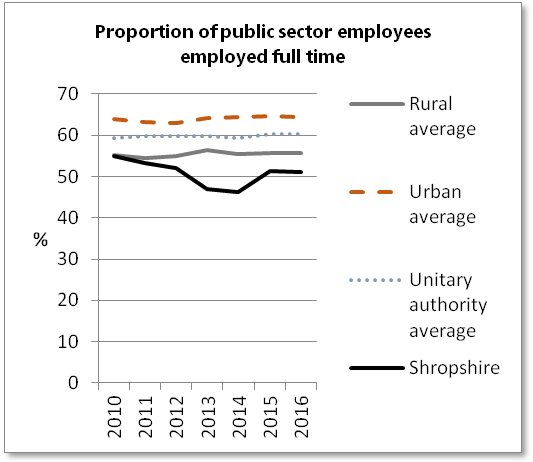 Proportion of public sector employees
employed full time
70
60
50
40
30
20
10
0
%
2010
2011
2012
2013
2014
2015
2016
Rural
average
Urban
average
Unitary
authority
average
Shropshire